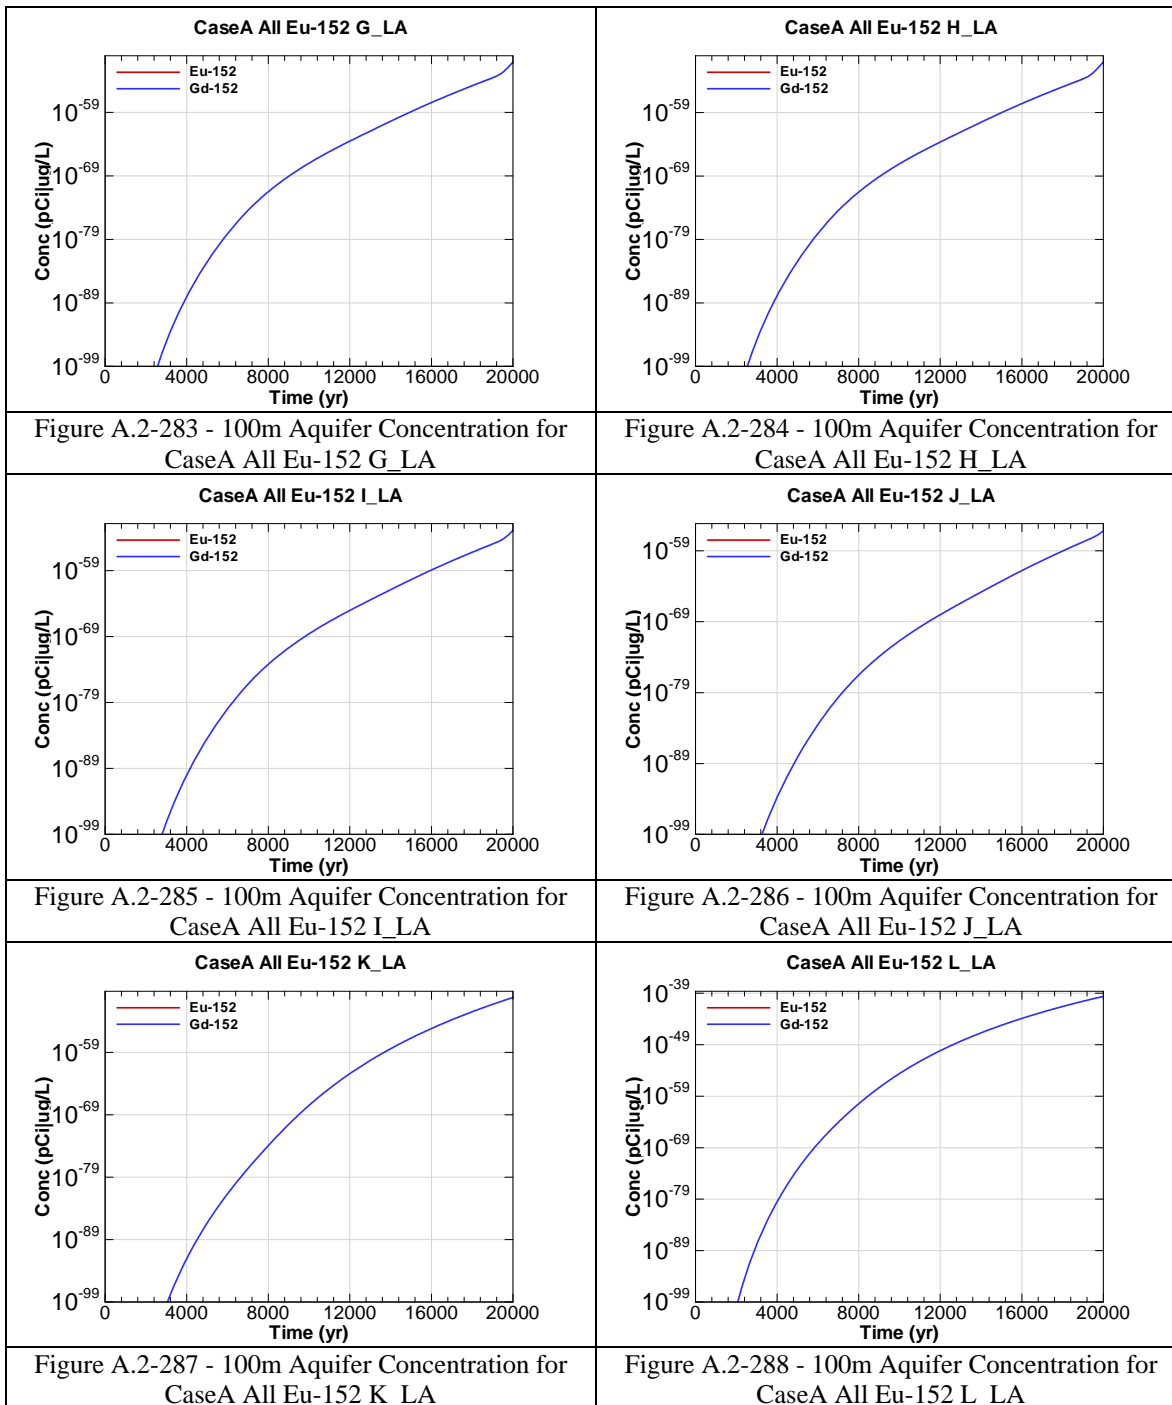 CaseA All Eu-152 G_LA
Eu-152
Gd-152
Conc (pCi|ug/L)
10-59
10-69
10-79
10-89
10-99
0 4000 8000 12000 16000 20000
Time (yr)
Figure A.2-283 - 100m Aquifer Concentration for
CaseA All Eu-152 G_LA
CaseA All Eu-152 H_LA
Eu-152
Gd-152
Conc (pCi|ug/L)
10-59
10-69
10-79
10-89
10-99
0 4000 8000 12000 16000 20000
Time (yr)
Figure A.2-284 - 100m Aquifer Concentration for
CaseA All Eu-152 H_LA
CaseA All Eu-152 I_LA
Eu-152
Gd-152
Conc (pCi|ug/L)
10-59
10-69
10-79
10-89
10-99
0 4000 8000 12000 16000 20000
Time (yr)
Figure A.2-285 - 100m Aquifer Concentration for
CaseA All Eu-152 I_LA
CaseA All Eu-152 J_LA
Eu-152
Gd-152
Conc (pCi|ug/L)
10-59
10-69
10-79
10-89
10-99
0 4000 8000 12000 16000 20000
Time (yr)
Figure A.2-286 - 100m Aquifer Concentration for
CaseA All Eu-152 J_LA
CaseA All Eu-152 K_LA
Eu-152
Gd-152
Conc (pCi|ug/L)
10-59
10-69
10-79
10-89
10-99
0 4000 8000 12000 16000 20000
Time (yr)
Figure A.2-287 - 100m Aquifer Concentration for
CaseA All Eu-152 K_LA
CaseA All Eu-152 L_LA
Eu-152
Gd-152
Conc (pCi|ug/L)
10-39
10-49
10-59
10-69
10-79
10-89
10-99
0 4000 8000 12000 16000 20000
Time (yr)
Figure A.2-288 - 100m Aquifer Concentration for
CaseA All Eu-152 L_LA